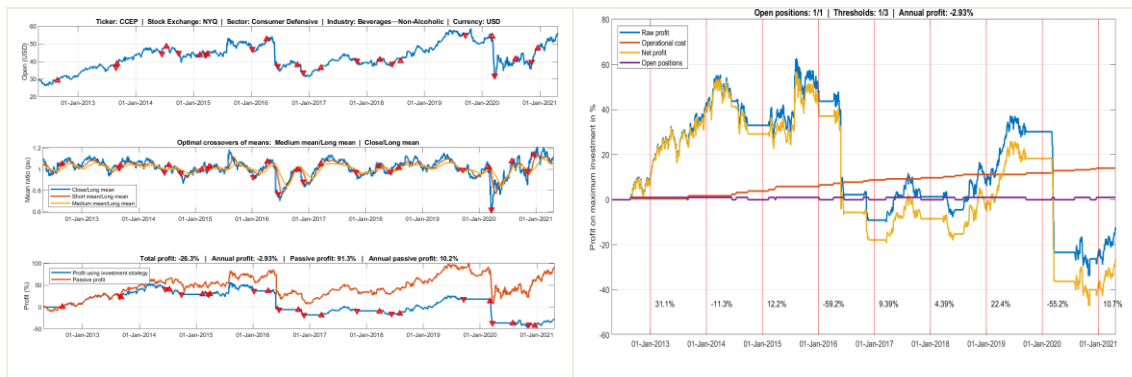 Ticker: CCEP | Stock Exchange: NYQ | Sector: Consumer Defensive | Industry: Beverages—Non-Alcoholic | Currency: USD
Open (USD)
60
50
40
30
20
01-Jan-2013 01-Jan-2014 01-Jan-2015 01-Jan-2016 01-Jan-2017 01-Jan-2018 01-Jan-2019 01-Jan-2020 01-Jan-2021
Optimal crossovers of means: Medium mean/Long mean | Close/Long mean
Mean ratio (pu)
1.2
1
0.8
0.6
Close/Long mean
Short mean/Long mean
Medium mean/Long mean
01-Jan-2013 01-Jan-2014 01-Jan-2015 01-Jan-2016 01-Jan-2017 01-Jan-2018 01-Jan-2019 01-Jan-2020 01-Jan-2021
Total profit: -26.3% | Annual profit: -2.93% | Passive profit: 91.3% | Annual passive profit: 10.2%
Profit (%)
100
50
0
-50
Profit using investment strategy
Passive profit
01-Jan-2013 01-Jan-2014 01-Jan-2015 01-Jan-2016 01-Jan-2017 01-Jan-2018 01-Jan-2019 01-Jan-2020 01-Jan-2021
Open positions: 1/1 | Thresholds: 1/3 | Annual profit: -2.93%
Profit on maximum investment in %
80
60
40
20
0
-20
-40
-60
Raw profit
Operational cost
Net profit
Open positions
31.1% -11.3% 12.2% -59.2% 9.39% 4.39% 22.4% -55.2% 10.7%
01-Jan-2013 01-Jan-2014 01-Jan-2015 01-Jan-2016 01-Jan-2017 01-Jan-2018 01-Jan-2019 01-Jan-2020 01-Jan-2021